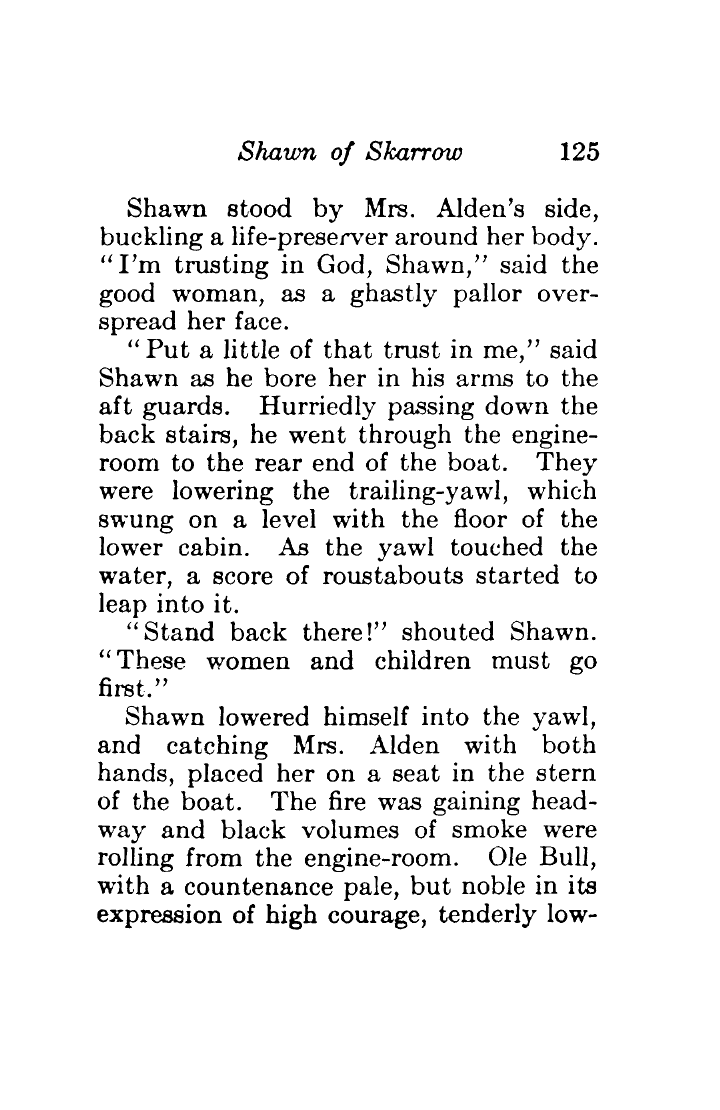 Shawn of Skarrow 125
Shawn stood by Mrs. Alden's side,
buckling a life-preserver around her body.
"I'm trusting in God, Shawn," said the
good woman, as a ghastly pallor over-
spread her face.
"Put a little of that trust in me," said
Shawn as he bore her in his arms to the
aft guards. Hurriedly passing down the
back stairs, he went through the engine-
room to the rear end of the boat. They
were lowering the trailing-yawl, which
swung on a level with the floor of the
lower cabin. As the yawl touched the
water, a score of roustabouts started to
leap into it.
"Stand back there!" shouted Shawn.
"These women and children must go
first."
Shawn lowered himself into the yawl,
and catching Mrs. Alden with both
hands, placed her on a seat in the stern
of the boat. The fire was gaining head-
way and black volumes of smoke were
rolling from the engine-room. Ole Bull,
with a countenance pale, but noble in its
expression of high courage, tenderly low-